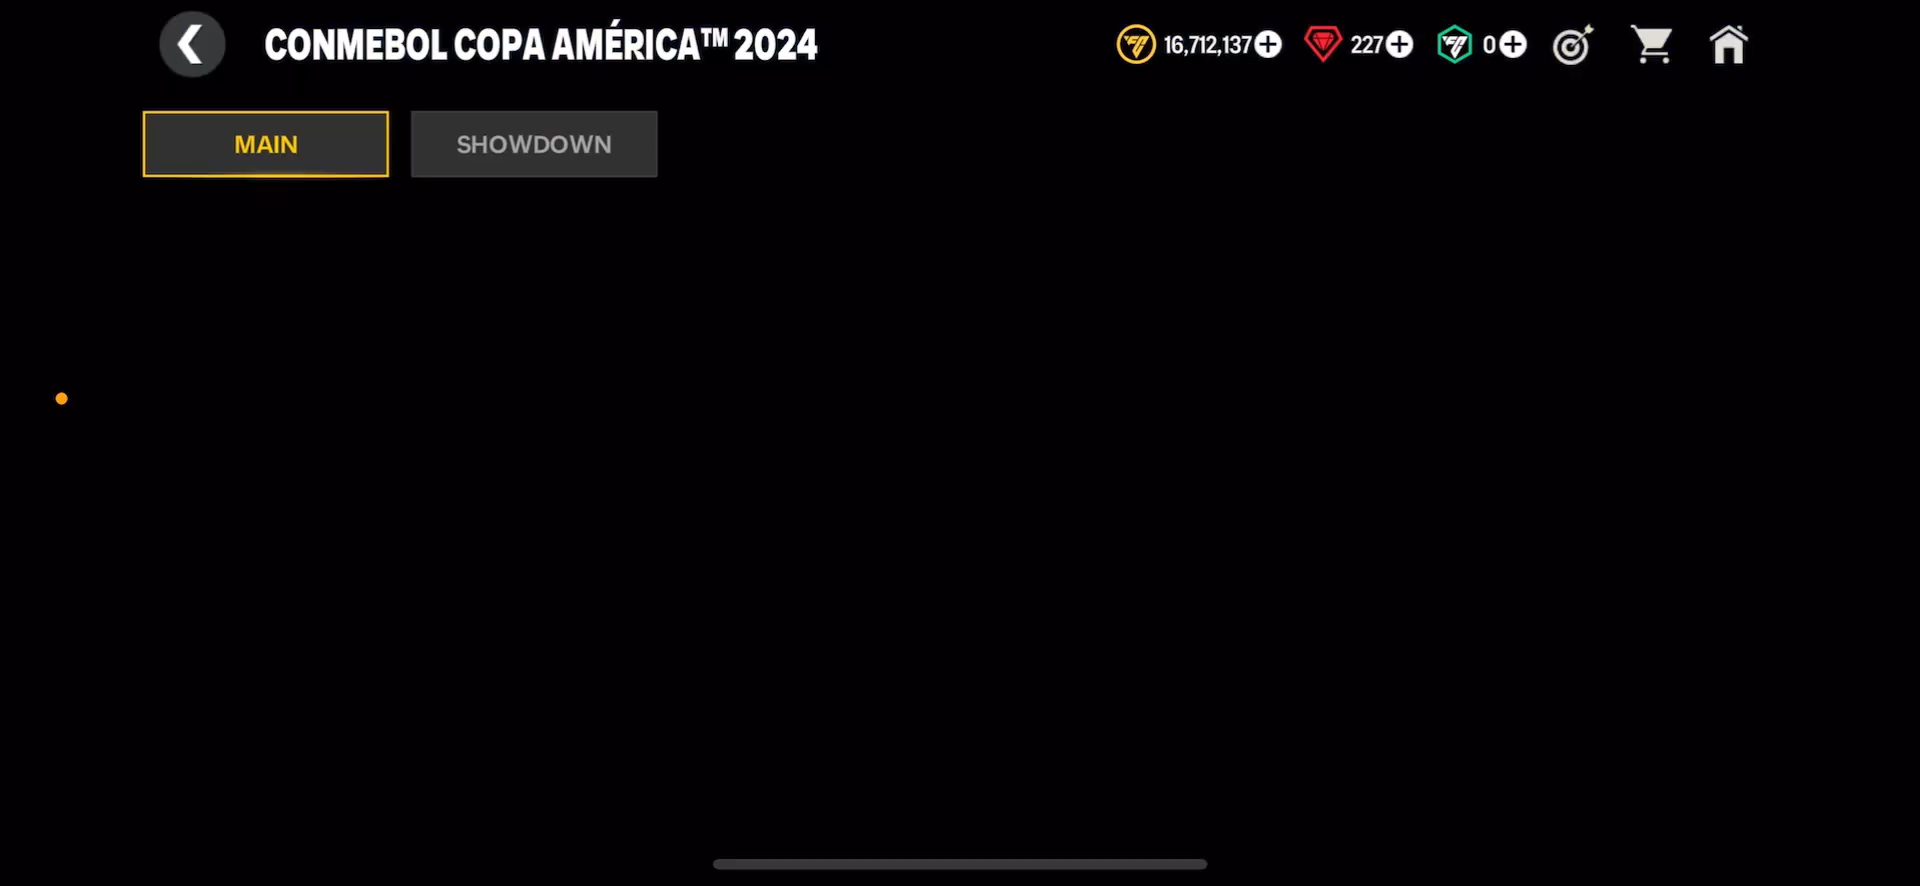 CONMEBOL COPA AMÉRICA™ 2024
16,712,137
227
0
MAIN
SHOWDOWN